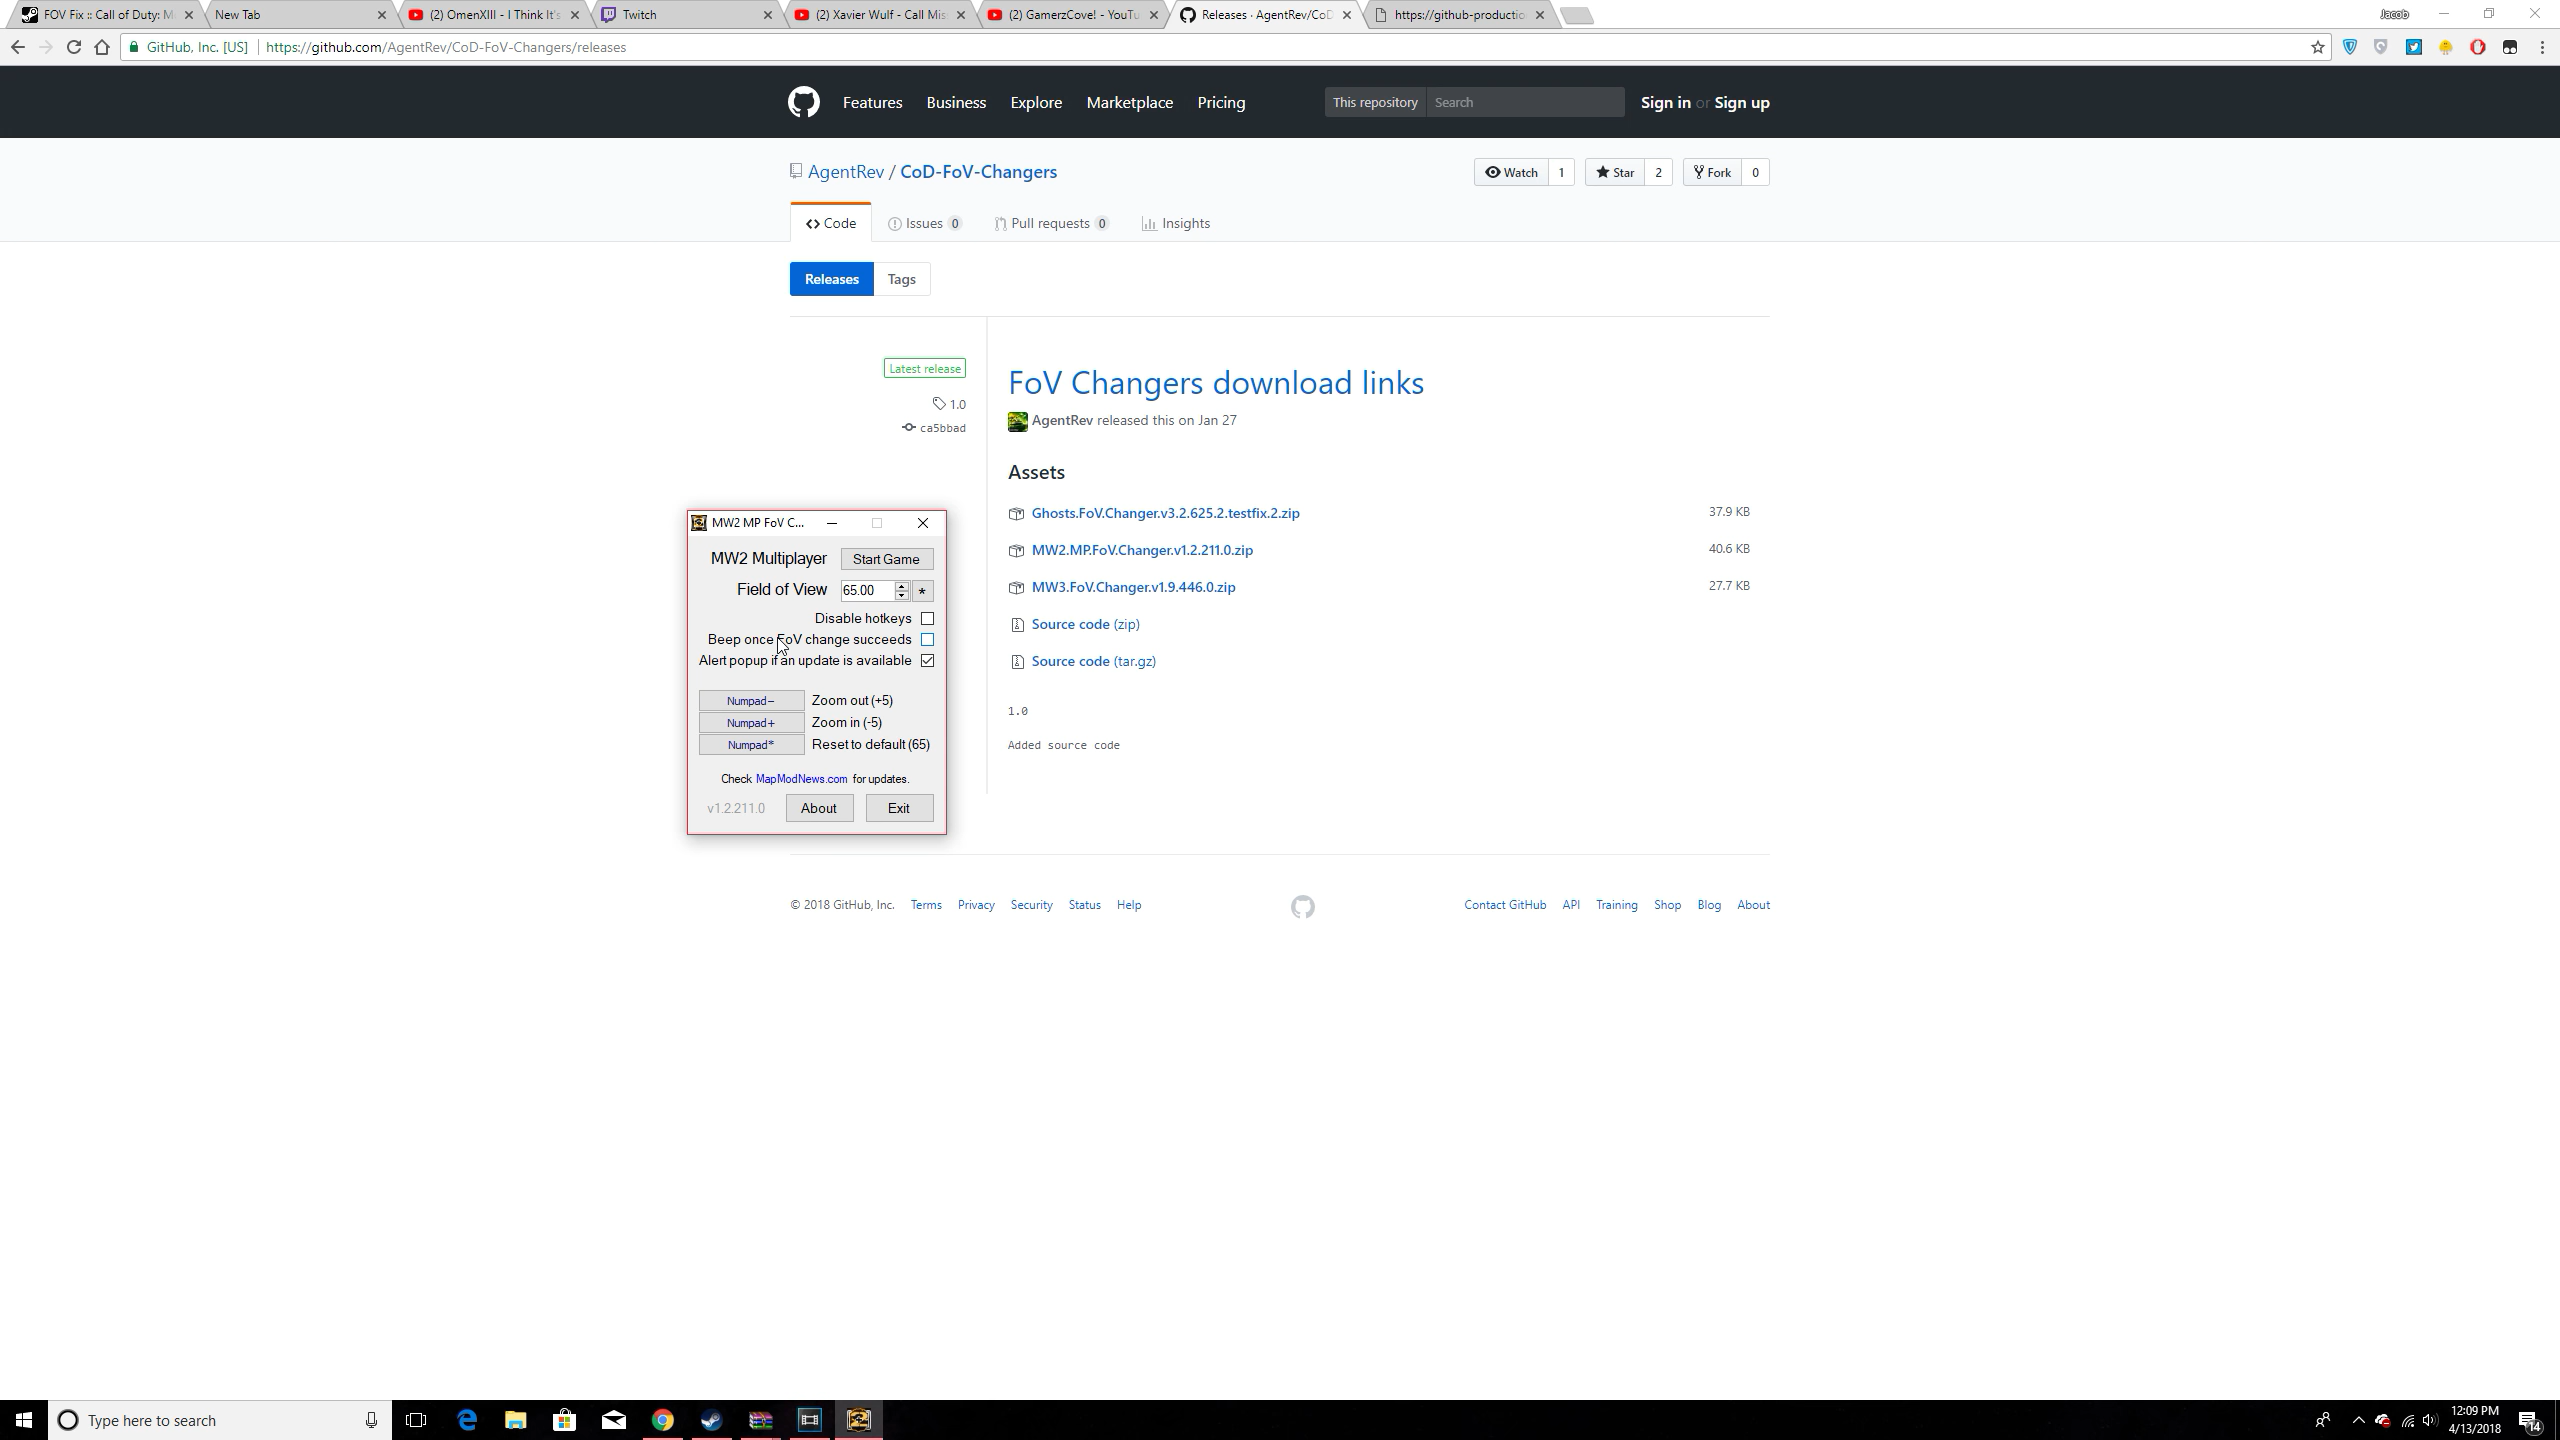 FOV Fix :: Call of Duty: M
New Tab
(2) OmenXIII - I Think It's
Twitch
(2) Xavier Wulf - Call Mis
(2) GamerzCove! - YouTu
Releases · AgentRev/CoD
https://github-productio
Jacob
GitHub, Inc. [US]
https://github.com/AgentRev/CoD-FoV-Changers/releases
Features
Business
Explore
Marketplace
Pricing
This repository
Search
Sign in or Sign up
AgentRev / CoD-FoV-Changers
Watch 1
Star 2
Fork 0
Code
Issues 0
Pull requests 0
Insights
Releases
Tags
Latest release
1.0
ca5bbad
FoV Changers download links
AgentRev released this on Jan 27
Assets
Ghosts.FoV.Changer.v3.2.625.2.testfix.2.zip 37.9 KB
MW2.MP.FoV.Changer.v1.2.211.0.zip 40.6 KB
MW3.FoV.Changer.v1.9.446.0.zip 27.7 KB
Source code (zip)
Source code (tar.gz)
1.0
Added source code
MW2 MP FoV C...
MW2 Multiplayer Start Game
Field of View 65.00 *
Disable hotkeys
Beep once FoV change succeeds
Alert popup if an update is available
Numpad− Zoom out (+5)
Numpad+ Zoom in (-5)
Numpad* Reset to default (65)
Check MapModNews.com for updates.
v1.2.211.0 About Exit
© 2018 GitHub, Inc. Terms Privacy Security Status Help
Contact GitHub API Training Shop Blog About
Type here to search
12:09 PM
4/13/2018
14